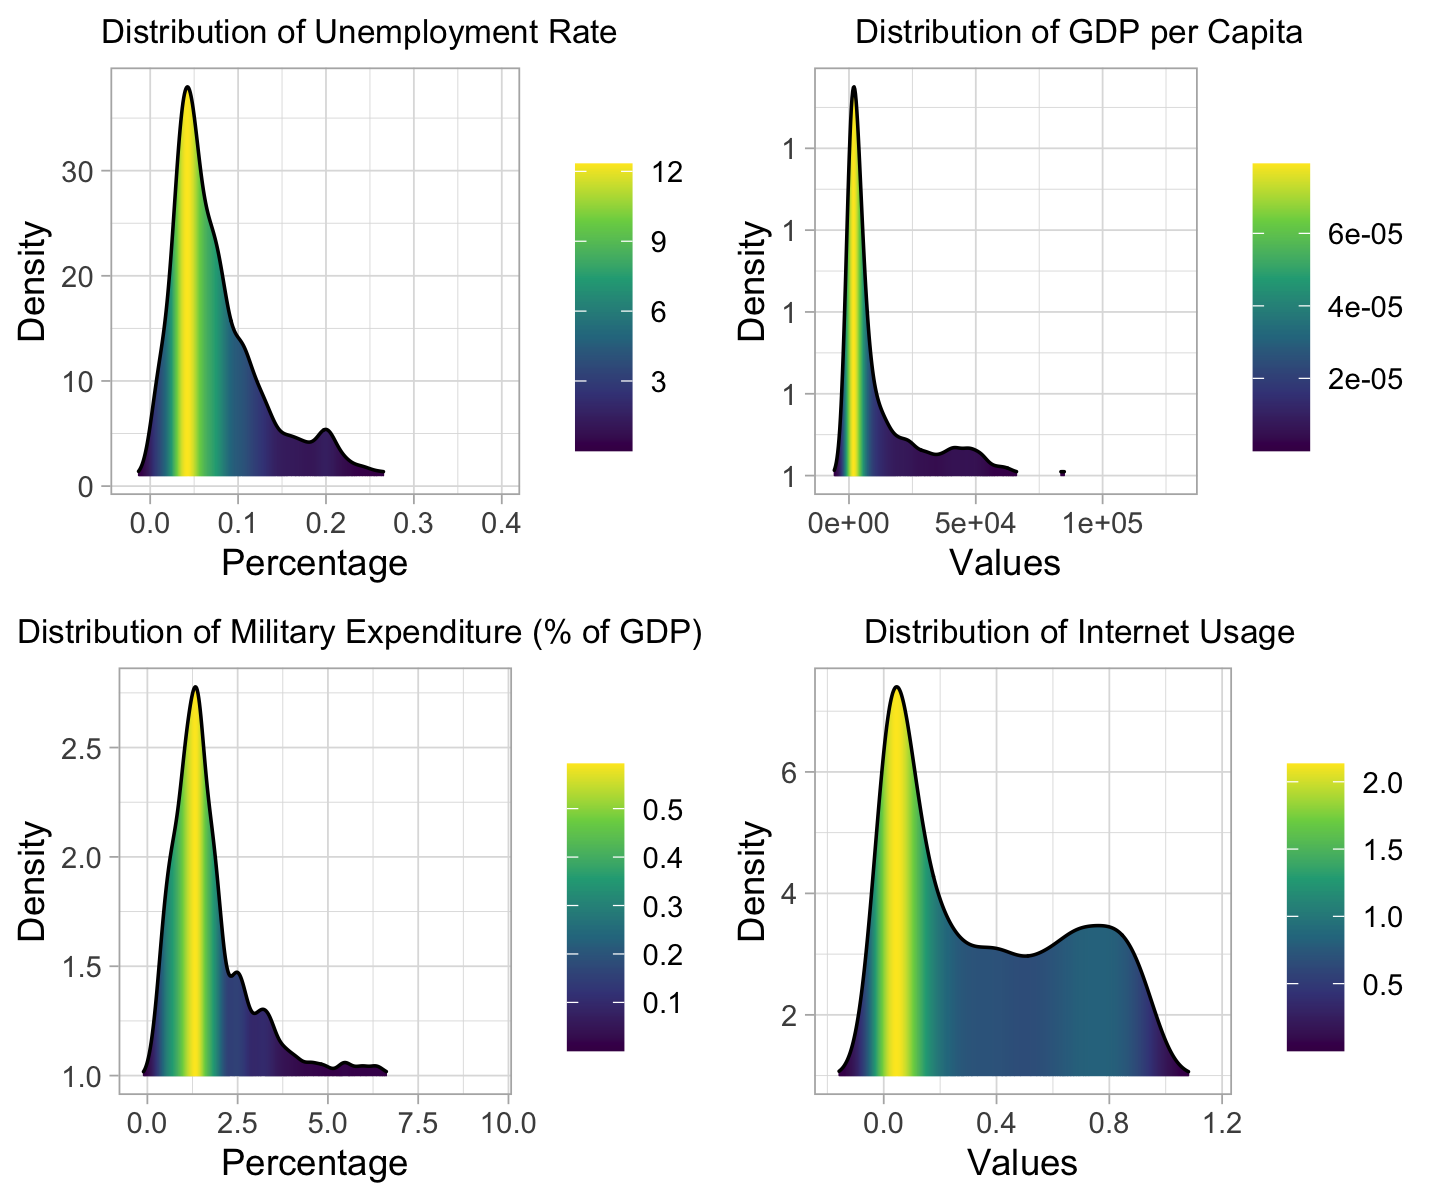 Distribution of Unemployment Rate
Density
30
20
10
0
0.0 0.1 0.2 0.3 0.4
Percentage
12
9
6
3
Distribution of GDP per Capita
Density
1
1
1
1
1
0e+00 5e+04 1e+05
Values
6e-05
4e-05
2e-05
Distribution of Military Expenditure (% of GDP)
Density
2.5
2.0
1.5
1.0
0.0 2.5 5.0 7.5 10.0
Percentage
0.5
0.4
0.3
0.2
0.1
Distribution of Internet Usage
Density
6
4
2
0.0 0.4 0.8 1.2
Values
2.0
1.5
1.0
0.5